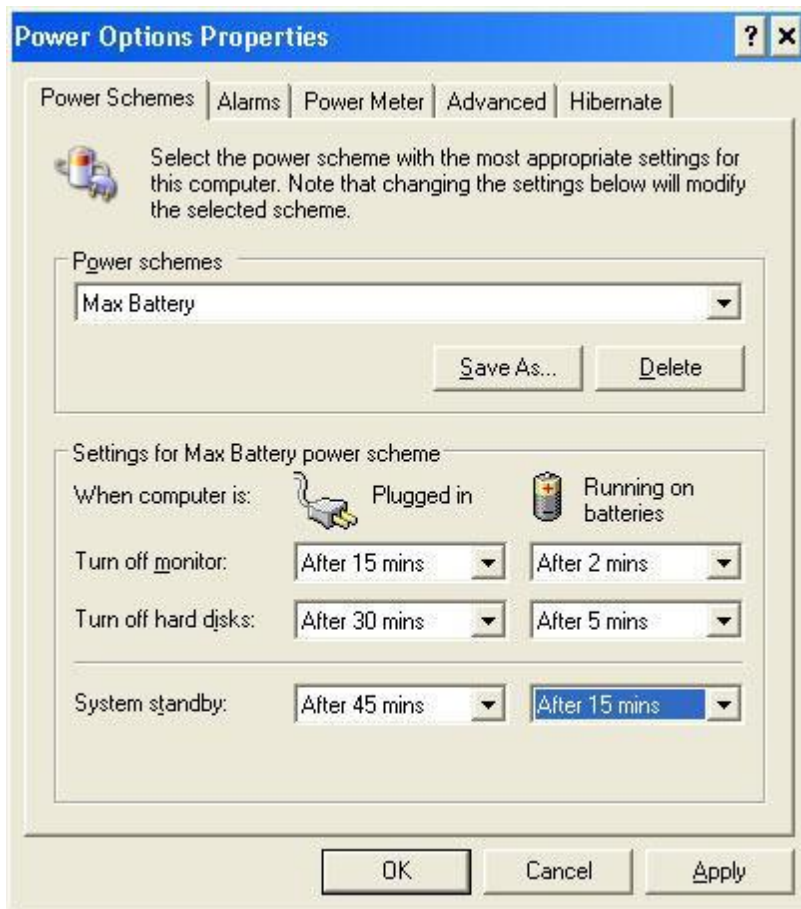 Power Options Properties
Power Schemes Alarms Power Meter Advanced Hibernate
Select the power scheme with the most appropriate settings for
this computer. Note that changing the settings below will modify
the selected scheme.
Power schemes
Max Battery
Save As... Delete
Settings for Max Battery power scheme
When computer is: Plugged in Running on
batteries
Turn off monitor: After 15 mins After 2 mins
Turn off hard disks: After 30 mins After 5 mins
System standby: After 45 mins After 15 mins
OK Cancel Apply